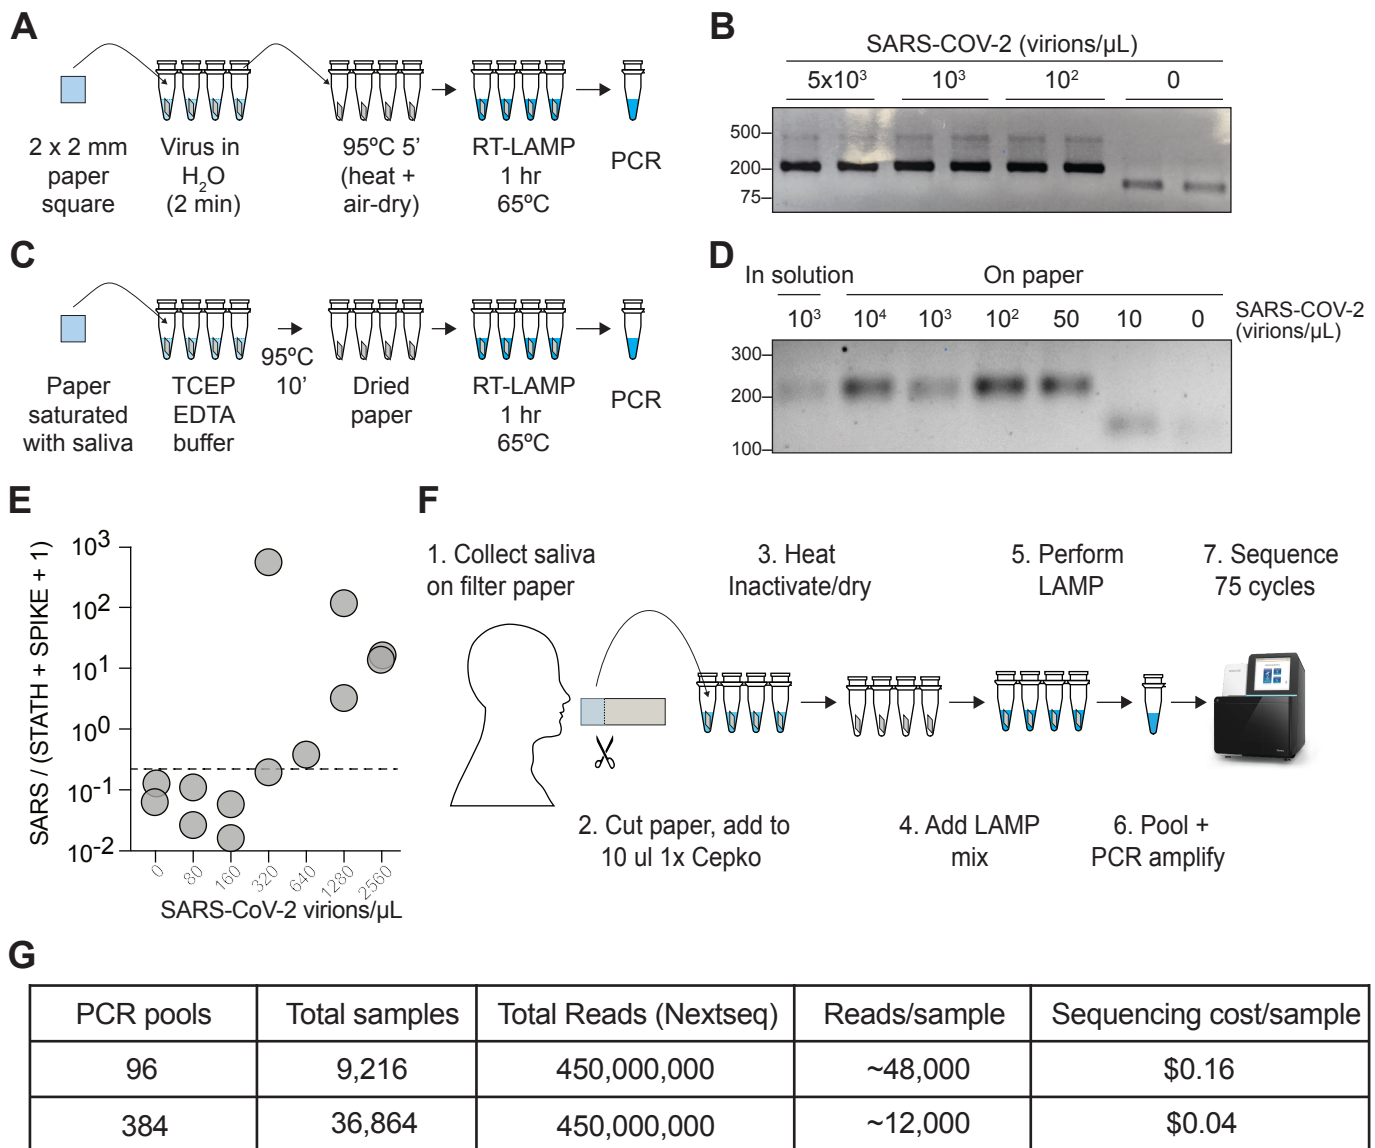 A
2 x 2 mm
paper
square
Virus in
H2O
(2 min)
95ºC 5’
(heat +
air-dry)
RT-LAMP
1 hr
65ºC
PCR
B
SARS-COV-2 (virions/µL)
5x10³ 10³ 10² 0
500
200
75
C
Paper
saturated
with saliva
TCEP
EDTA
buffer
95ºC
10’
Dried
paper
RT-LAMP
1 hr
65ºC
PCR
D
In solution On paper
10³ 10⁴ 10³ 10² 50 10 0
SARS-COV-2
(virions/µL)
300
200
100
E
SARS / (STATH + SPIKE + 1)
10³
10²
10¹
10⁰
10⁻¹
10⁻²
0 80 160 320 640 1280 2560
SARS-CoV-2 virions/µL
F
1. Collect saliva
on filter paper
3. Heat
Inactivate/dry
5. Perform
LAMP
7. Sequence
75 cycles
2. Cut paper, add to
10 ul 1x Cepko
4. Add LAMP
mix
6. Pool +
PCR amplify
G
PCR pools Total samples Total Reads (Nextseq) Reads/sample Sequencing cost/sample
96 9,216 450,000,000 ~48,000 $0.16
384 36,864 450,000,000 ~12,000 $0.04